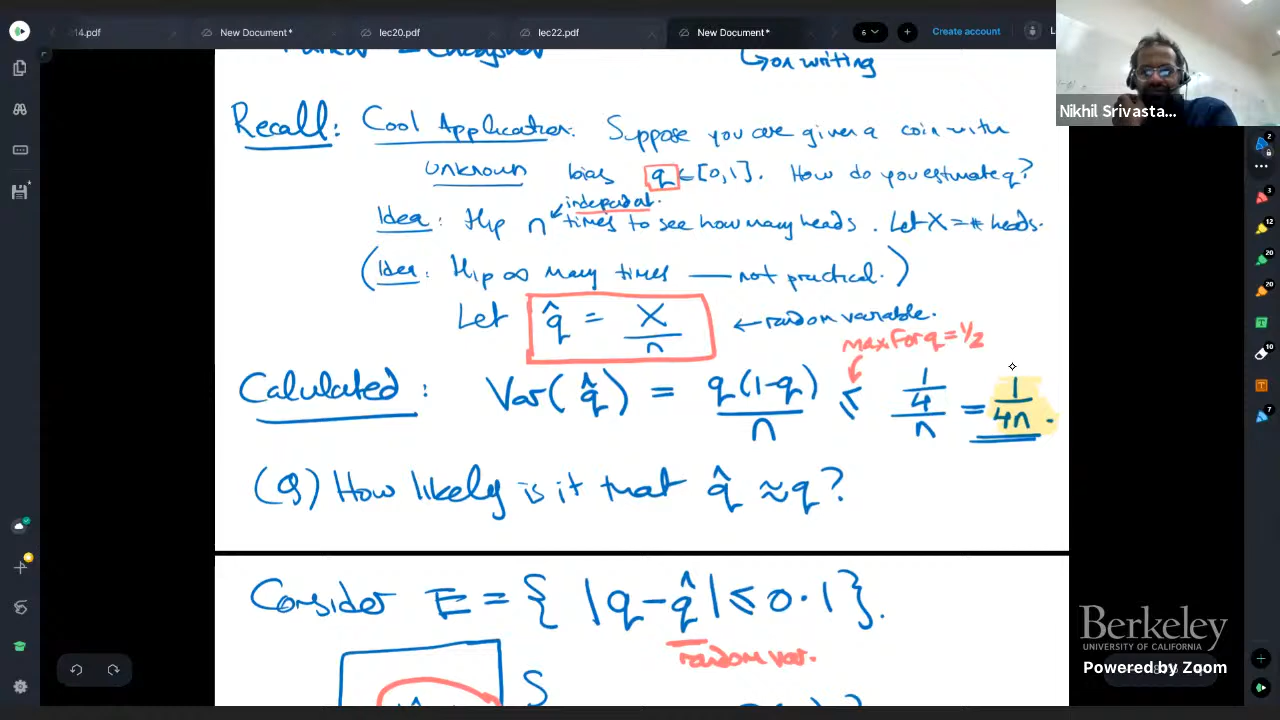 14.pdf New Document* lec20.pdf lec22.pdf New Document* 6 Create account
↳on writing
Nikhil Srivasta...
Recall: Cool Application: Suppose you are given a coin with
unknown bias q ∈ [0,1]. How do you estimate q?
independent.
Idea: Flip n times to see how many heads. Let X = # heads.
(Idea: Flip ∞ many times — not practical.)
Let q̂ = X/n ← random variable.
max for q = 1/2
Calculated: Var(q̂) = q(1-q)/n ≤ 1/4/n = 1/4n.
(Q) How likely is it that q̂ ≈ q?
Consider E = { |q - q̂| ≤ 0.1 }.
random var.
S
Berkeley
UNIVERSITY OF CALIFORNIA
Powered by Zoom